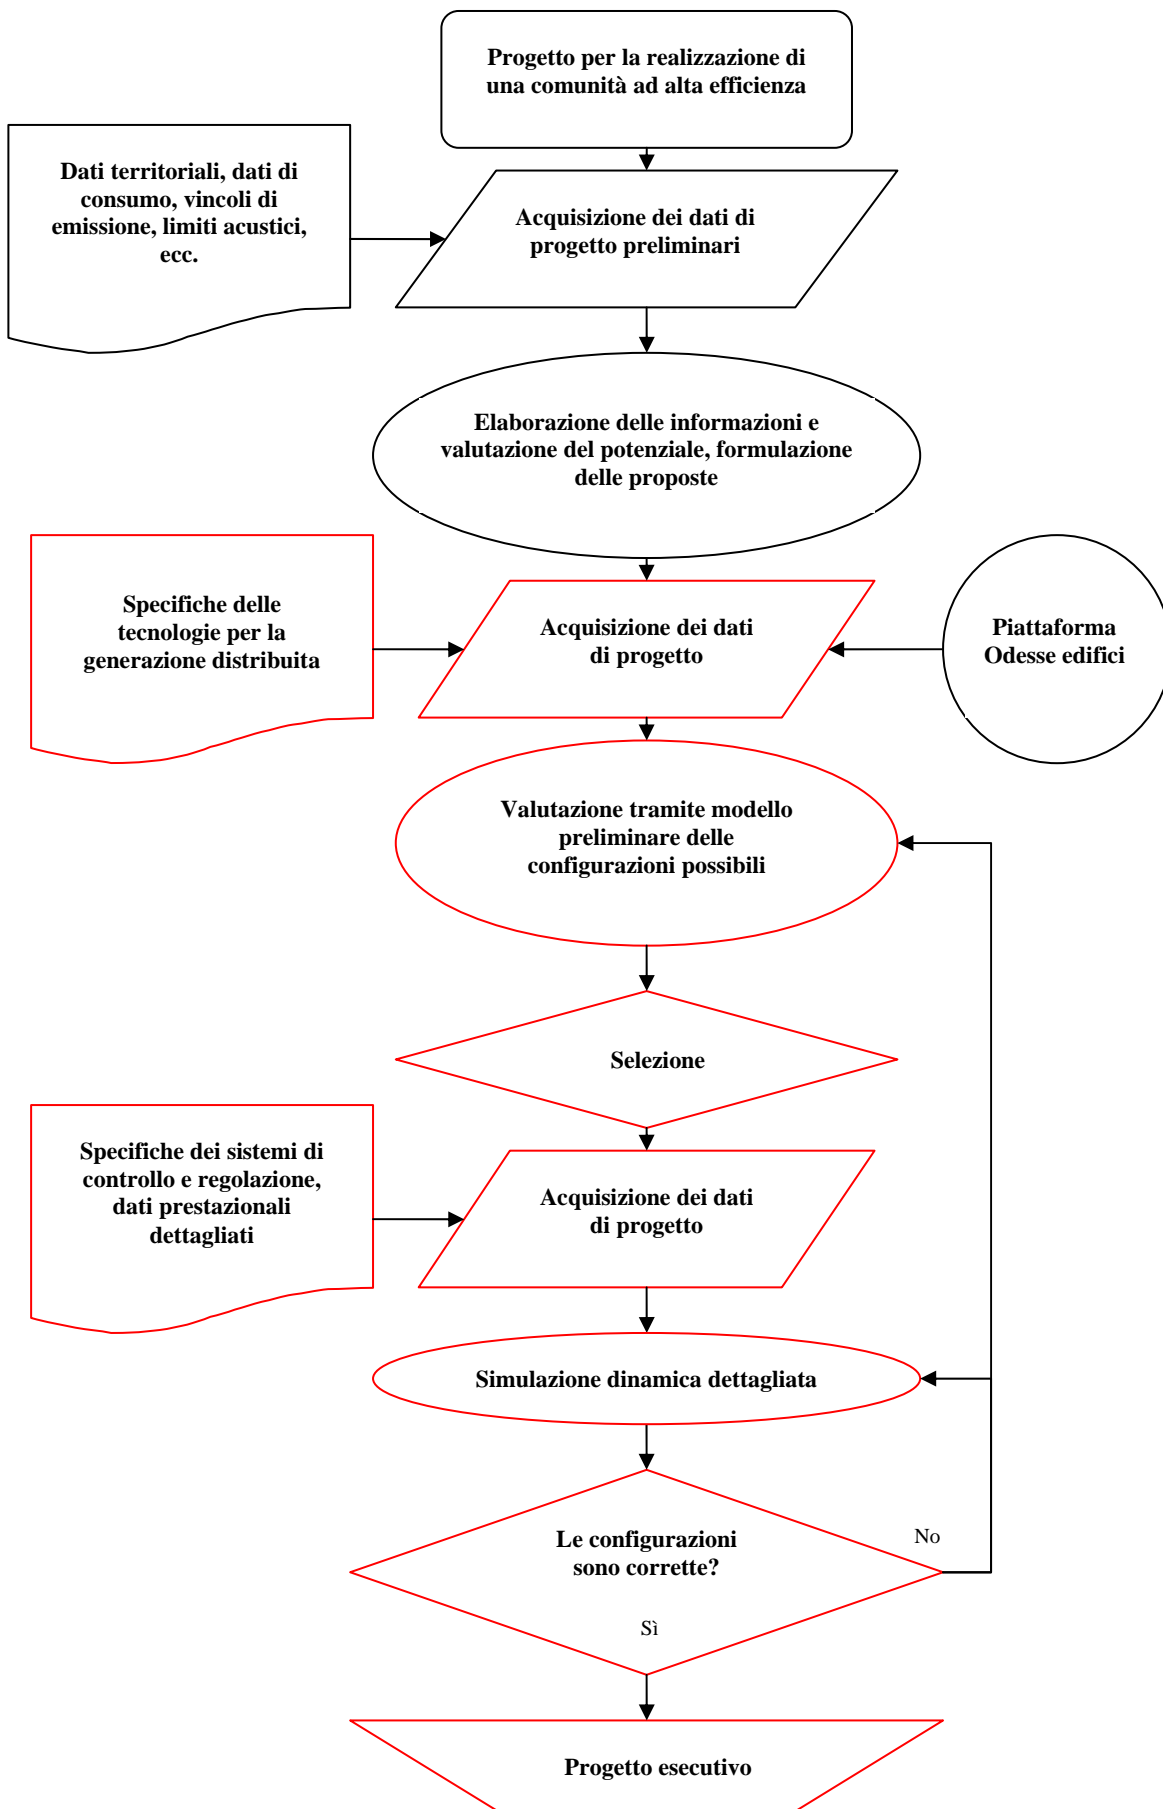 Progetto per la realizzazione di
una comunità ad alta efficienza
Dati territoriali, dati di
consumo, vincoli di
emissione, limiti acustici,
ecc.
Acquisizione dei dati di
progetto preliminari
Elaborazione delle informazioni e
valutazione del potenziale, formulazione
delle proposte
Specifiche delle
tecnologie per la
generazione distribuita
Acquisizione dei dati
di progetto
Piattaforma
Odesse edifici
Valutazione tramite modello
preliminare delle
configurazioni possibili
Selezione
Specifiche dei sistemi di
controllo e regolazione,
dati prestazionali
dettagliati
Acquisizione dei dati
di progetto
Simulazione dinamica dettagliata
Le configurazioni
sono corrette?
No
Sì
Progetto esecutivo